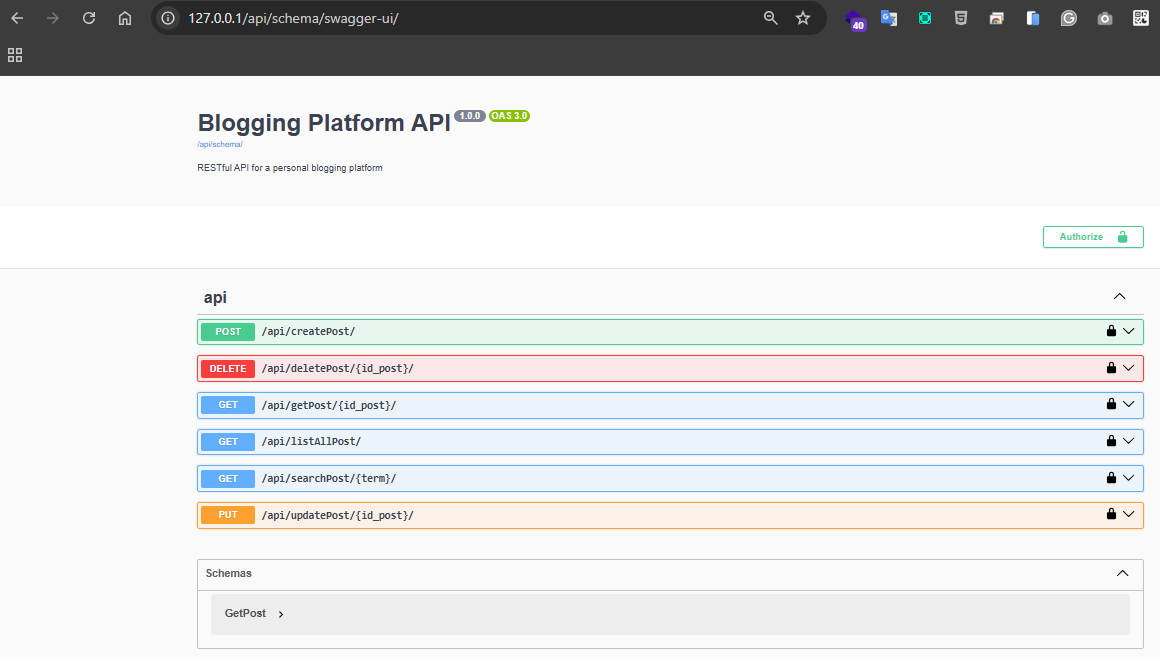 127.0.0.1/api/schema/swagger-ui/
40
Blogging Platform API 1.0.0 OAS 3.0
/api/schema/
RESTful API for a personal blogging platform
Authorize
api
POST /api/createPost/
DELETE /api/deletePost/{id_post}/
GET /api/getPost/{id_post}/
GET /api/listAllPost/
GET /api/searchPost/{term}/
PUT /api/updatePost/{id_post}/
Schemas
GetPost